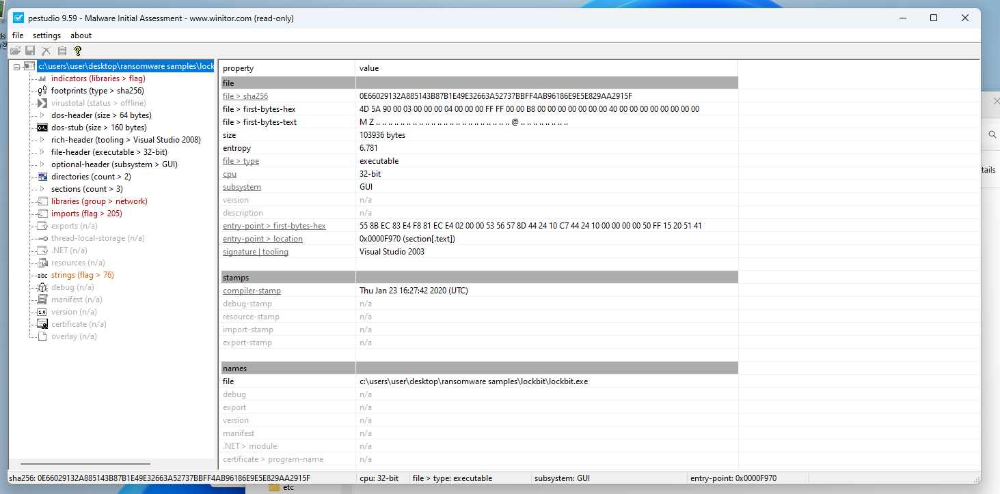 pestudio 9.59 - Malware Initial Assessment - www.winitor.com (read-only)
file settings about
c:\users\user\desktop\ransomware samples\lock
indicators (libraries > flag)
footprints (type > sha256)
virustotal (status > offline)
dos-header (size > 64 bytes)
dos-stub (size > 160 bytes)
rich-header (tooling > Visual Studio 2008)
file-header (executable > 32-bit)
optional-header (subsystem > GUI)
directories (count > 2)
sections (count > 3)
libraries (group > network)
imports (flag > 205)
exports (n/a)
thread-local-storage (n/a)
.NET (n/a)
resources (n/a)
abc strings (flag > 76)
debug (n/a)
manifest (n/a)
1.0 version (n/a)
certificate (n/a)
overlay (n/a)
property value
file
file > sha256 0E66029132A885143B87B1E49E32663A52737BBFF4AB96186E9E5E829AA2915F
file > first-bytes-hex 4D 5A 90 00 03 00 00 00 04 00 00 00 FF FF 00 00 B8 00 00 00 00 00 00 00 40 00 00 00 00 00 00 00
file > first-bytes-text M Z .. .. .. .. .. .. .. .. .. .. .. .. .. .. .. .. .. .. .. .. .. .. @ .. .. .. .. .. .. ..
size 103936 bytes
entropy 6.781
file > type executable
cpu 32-bit
subsystem GUI
version n/a
description n/a
entry-point > first-bytes-hex 55 8B EC 83 E4 F8 81 EC E4 02 00 00 53 56 57 8D 44 24 10 C7 44 24 10 00 00 00 00 50 FF 15 20 51 41
entry-point > location 0x0000F970 (section[.text])
signature | tooling Visual Studio 2003
stamps
compiler-stamp Thu Jan 23 16:27:42 2020 (UTC)
debug-stamp n/a
resource-stamp n/a
import-stamp n/a
export-stamp n/a
names
file c:\users\user\desktop\ransomware samples\lockbit\lockbit.exe
debug n/a
export n/a
version n/a
manifest n/a
.NET > module n/a
certificate > program-name n/a
sha256: 0E66029132A885143B87B1E49E32663A52737BBFF4AB96186E9E5E829AA2915F cpu: 32-bit file > type: executable subsystem: GUI entry-point: 0x0000F970
tails
etc